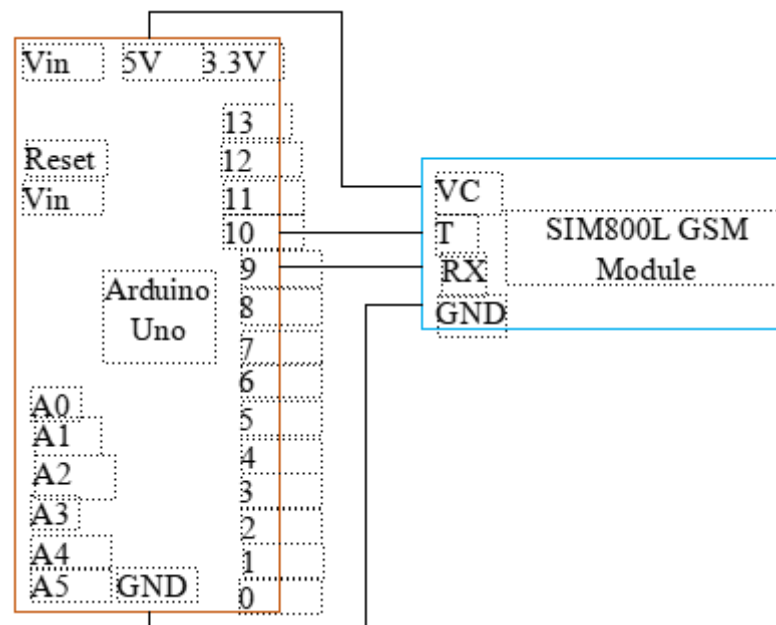 Vin 5V 3.3V
13
Reset 12
Vin 11
10
9
Arduino
Uno
8
7
6
A0
A1 5
A2 4
3
A3
2
A4 1
A5 GND 0
VC
T SIM800L GSM
RX Module
GND